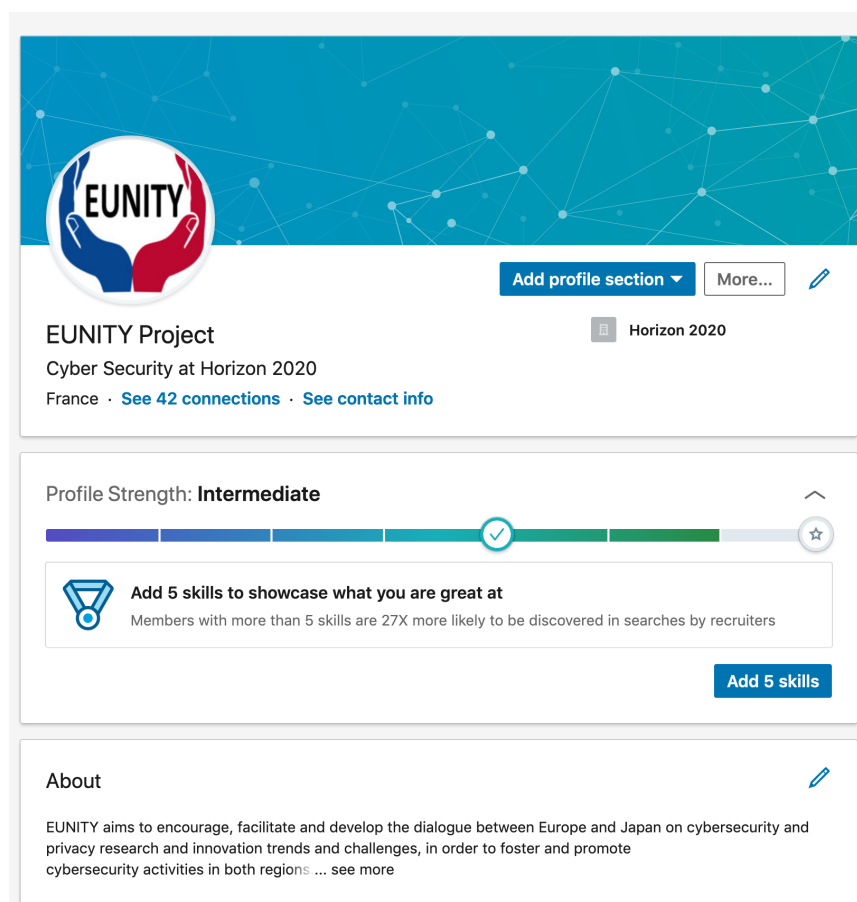 EUNITY
Add profile section
More...
EUNITY Project
Horizon 2020
Cyber Security at Horizon 2020
France · See 42 connections · See contact info
Profile Strength: Intermediate
Add 5 skills to showcase what you are great at
Members with more than 5 skills are 27X more likely to be discovered in searches by recruiters
Add 5 skills
About
EUNITY aims to encourage, facilitate and develop the dialogue between Europe and Japan on cybersecurity and
privacy research and innovation trends and challenges, in order to foster and promote
cybersecurity activities in both regions ... see more